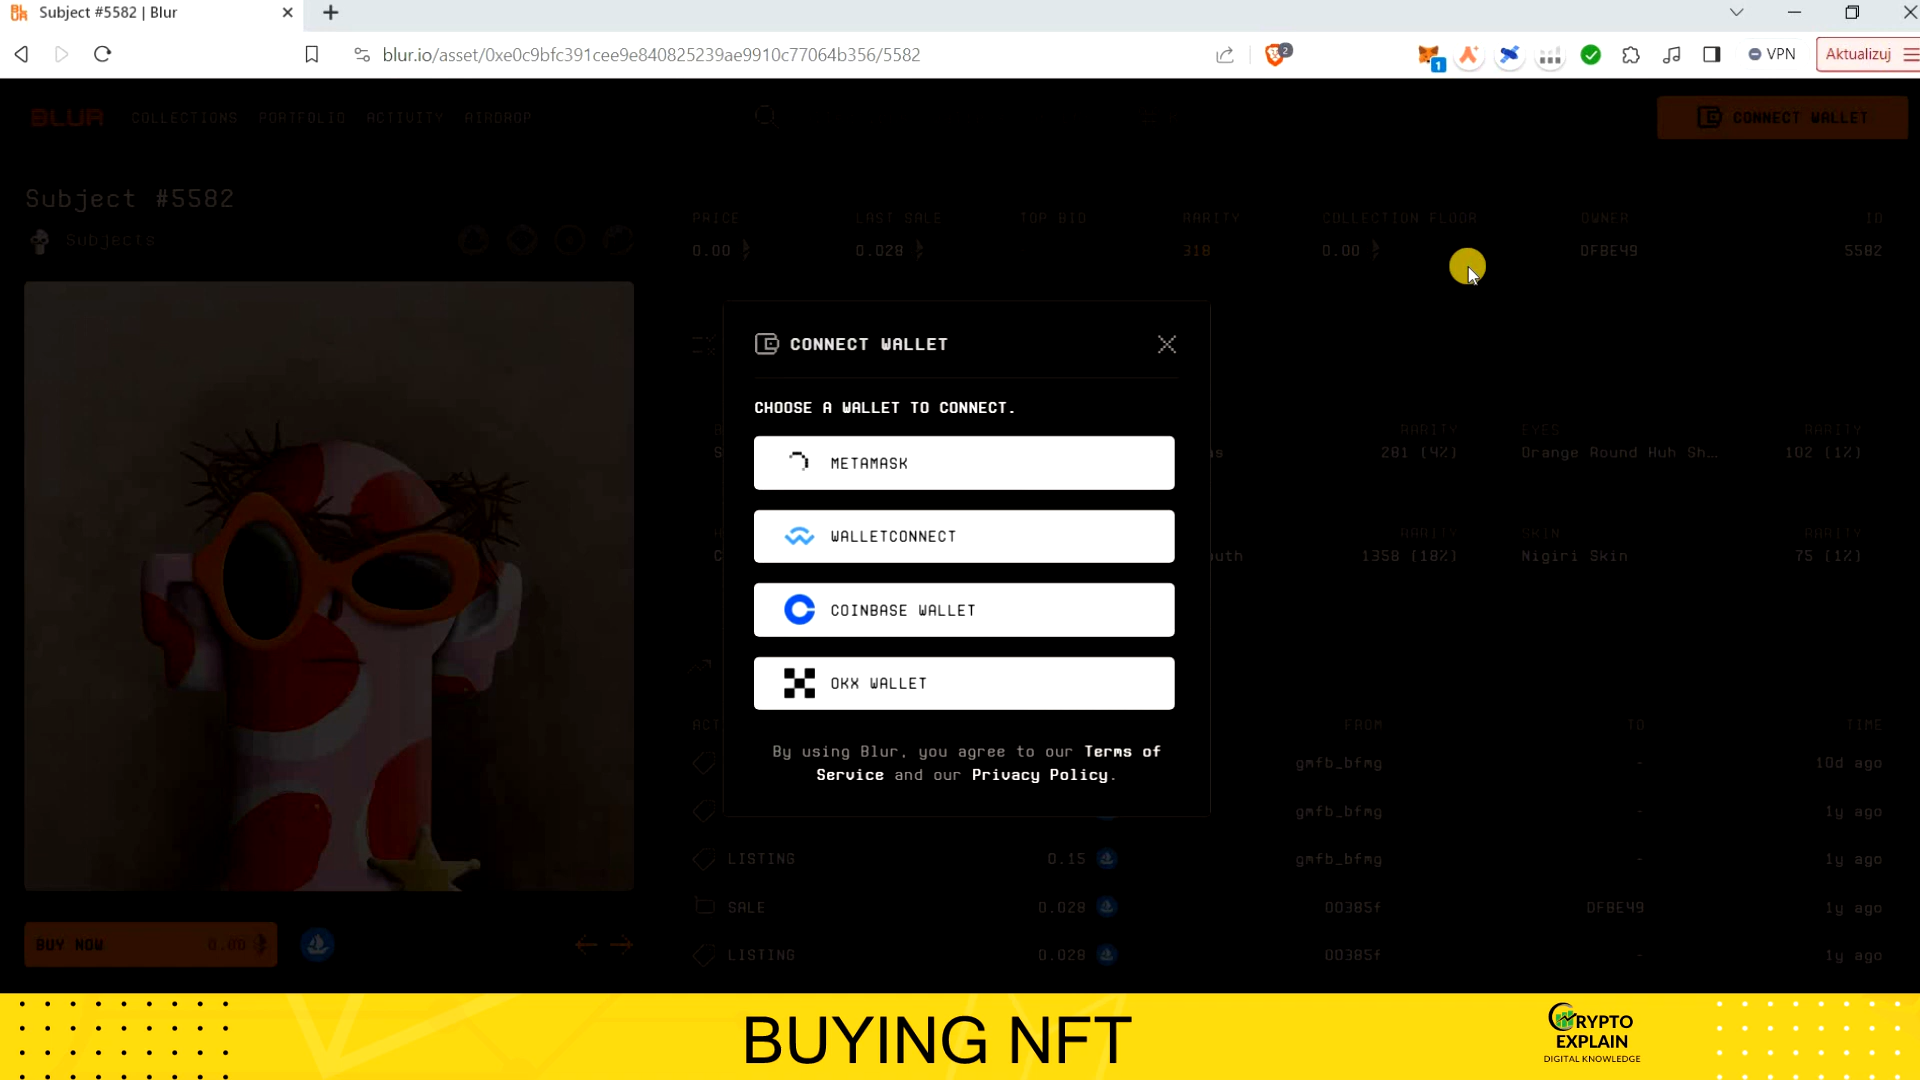 Subject #5582 | Blur
blur.io/asset/0xe0c9bfc391cee9e840825239ae9910c77064b356/5582
2
1
VPN
Aktualizuj
BLUR
COLLECTIONS PORTFOLIO ACTIVITY AIRDROP
CONNECT WALLET
Subject #5582
Subjects
PRICE LAST SALE TOP BID RARITY COLLECTION FLOOR OWNER ID
0.00 0.028 318 0.00 DFBE49 5582
CONNECT WALLET
CHOOSE A WALLET TO CONNECT.
METAMASK
WALLETCONNECT
COINBASE WALLET
OKX WALLET
By using Blur, you agree to our Terms of
Service and our Privacy Policy.
RARITY EYES RARITY
281 (4%) Orange Round Huh Sh... 102 (1%)
RARITY SKIN RARITY
1358 (18%) Nigiri Skin 75 (1%)
FROM TO TIME
gmfb_bfmg - 10d ago
gmfb_bfmg - 1y ago
LISTING 0.15 gmfb_bfmg - 1y ago
SALE 0.028 00385f DFBE49 1y ago
LISTING 0.028 00385f - 1y ago
BUY NOW 0.00
BUYING NFT
CRYPTO
EXPLAIN
DIGITAL KNOWLEDGE